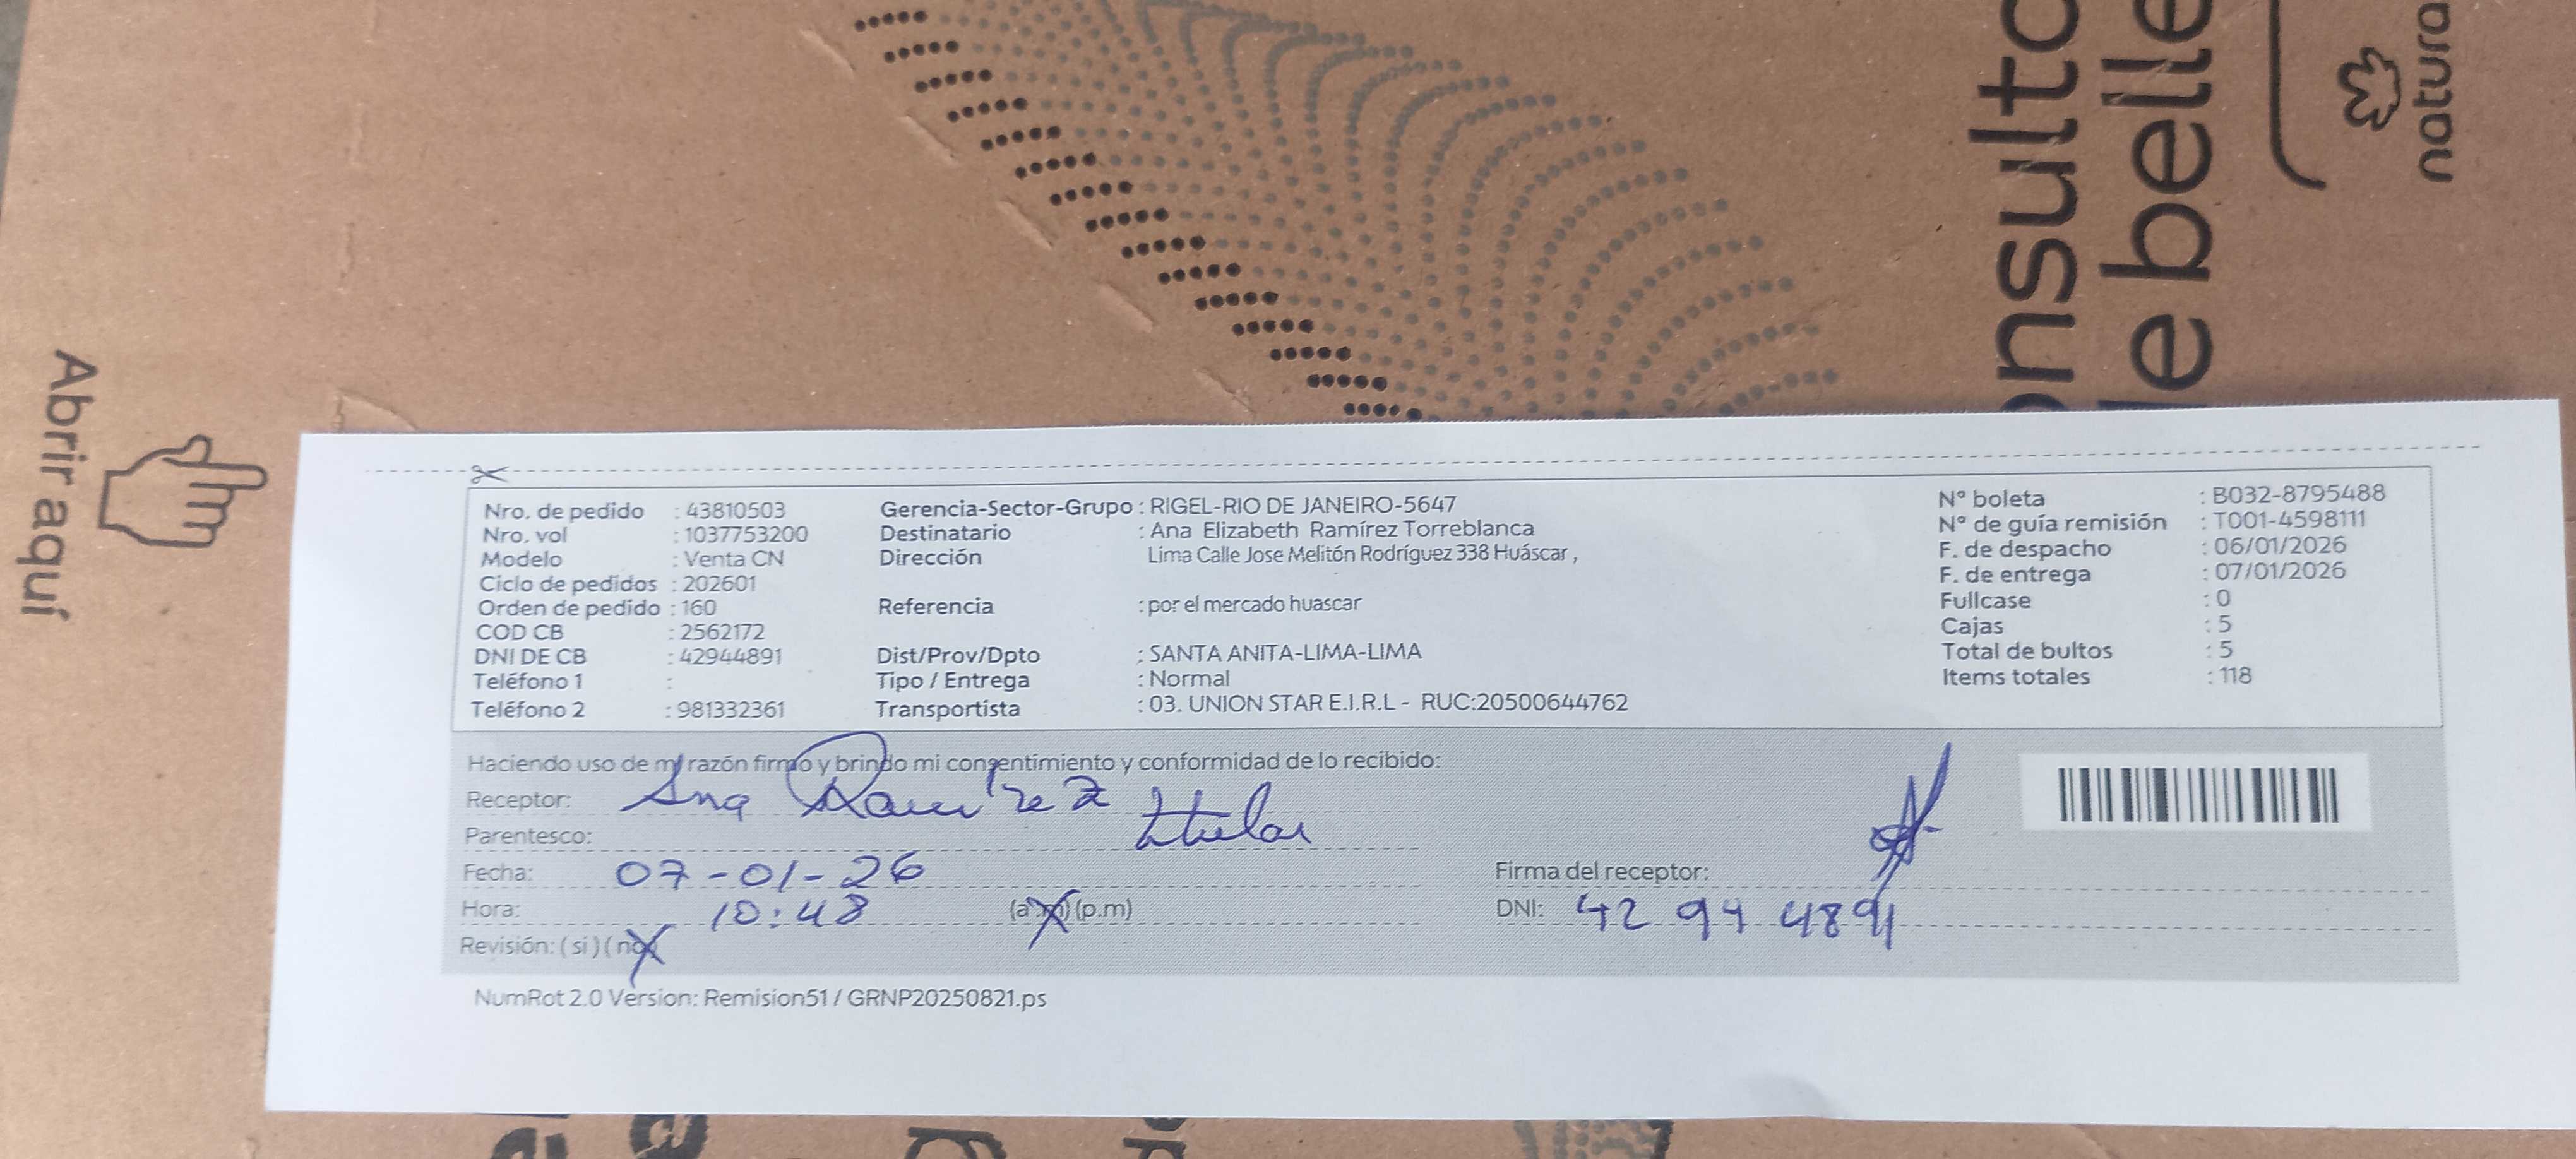 Abrir aquí
nsulto
e belle
natura
Nro. de pedido : 43810503
Nro. vol : 1037753200
Modelo : Venta CN
Ciclo de pedidos : 202601
Orden de pedido : 160
COD CB : 2562172
DNI DE CB : 42944891
Teléfono 1 :
Teléfono 2 : 981332361
Gerencia-Sector-Grupo : RIGEL-RIO DE JANEIRO-5647
Destinatario : Ana Elizabeth Ramírez Torreblanca
Dirección Lima Calle Jose Melitón Rodríguez 338 Huáscar ,
Referencia : por el mercado huascar
Dist/Prov/Dpto : SANTA ANITA-LIMA-LIMA
Tipo / Entrega : Normal
Transportista : 03. UNION STAR E.I.R.L - RUC:20500644762
N° boleta : B032-8795488
N° de guía remisión : T001-4598111
F. de despacho : 06/01/2026
F. de entrega : 07/01/2026
Fullcase : 0
Cajas : 5
Total de bultos : 5
Items totales : 118
Haciendo uso de mi razón firmo y brindo mi consentimiento y conformidad de lo recibido:
Receptor: Ana Ramírez
Parentesco: titular
Fecha: 07-01-26
Hora: 10:48 (a.m) (p.m)
Revisión: ( si ) ( no )
Firma del receptor:
DNI: 42 94 4891
NumRot 2.0 Version: Remision51 / GRNP20250821.ps